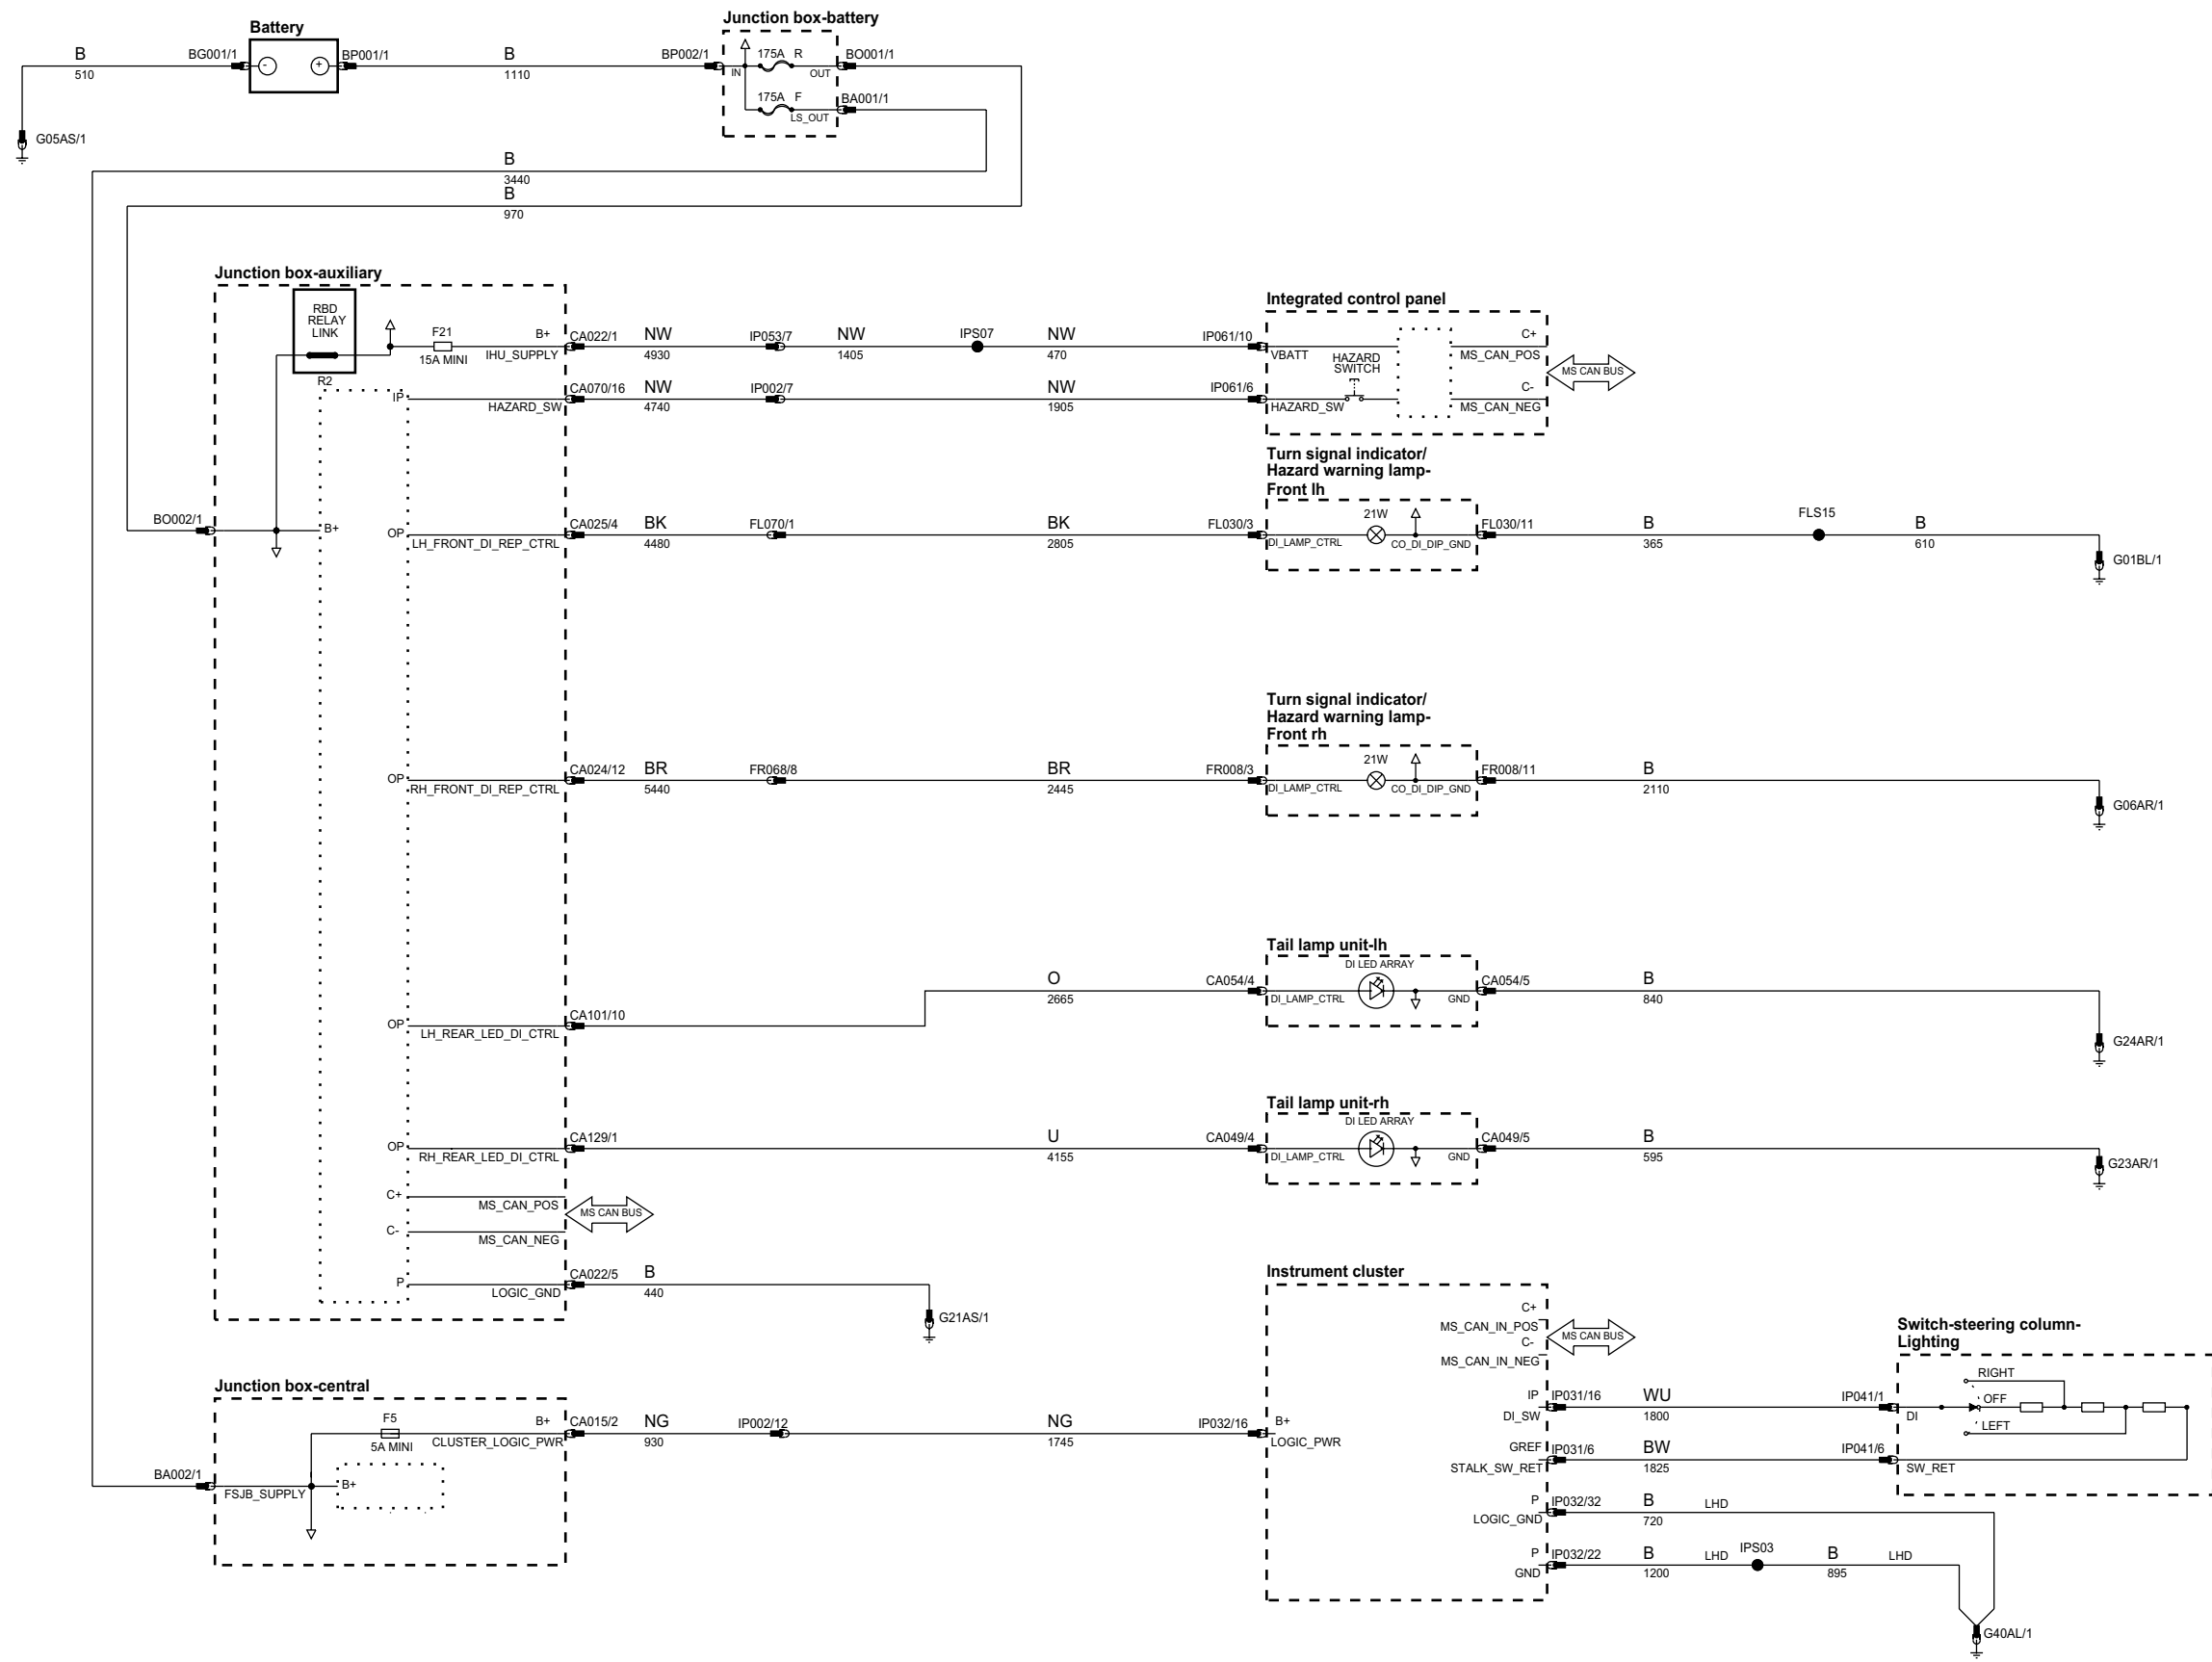 Junction box-battery
Battery
B
510
BG001/1
-
+
BP001/1
B
1110
BP002/1
IN
175A R
OUT
BO001/1
175A F
LS_OUT
BA001/1
G05AS/1
B
3440
B
970
Junction box-auxiliary
RBD
RELAY
LINK
R2
F21
15A MINI
B+
IHU_SUPPLY
CA022/1
NW
4930
IP053/7
NW
1405
IPS07
NW
470
IP061/10
Integrated control panel
VBATT
HAZARD
SWITCH
C+
MS_CAN_POS
C-
MS_CAN_NEG
MS CAN BUS
IP
HAZARD_SW
CA070/16
NW
4740
IP002/7
NW
1905
IP061/6
HAZARD_SW
Turn signal indicator/
Hazard warning lamp-
Front lh
BO002/1
B+
OP
LH_FRONT_DI_REP_CTRL
CA025/4
BK
4480
FL070/1
BK
2805
FL030/3
DI_LAMP_CTRL
21W
CO_DI_DIP_GND
FL030/11
B
365
FLS15
B
610
G01BL/1
Turn signal indicator/
Hazard warning lamp-
Front rh
OP
RH_FRONT_DI_REP_CTRL
CA024/12
BR
5440
FR068/8
BR
2445
FR008/3
DI_LAMP_CTRL
21W
CO_DI_DIP_GND
FR008/11
B
2110
G06AR/1
Tail lamp unit-lh
OP
LH_REAR_LED_DI_CTRL
CA101/10
O
2665
CA054/4
DI_LAMP_CTRL
DI LED ARRAY
GND
CA054/5
B
840
G24AR/1
Tail lamp unit-rh
OP
RH_REAR_LED_DI_CTRL
CA129/1
U
4155
CA049/4
DI_LAMP_CTRL
DI LED ARRAY
GND
CA049/5
B
595
G23AR/1
C+
MS_CAN_POS
C-
MS_CAN_NEG
MS CAN BUS
P
LOGIC_GND
CA022/5
B
440
G21AS/1
Instrument cluster
C+
MS_CAN_IN_POS
C-
MS_CAN_IN_NEG
MS CAN BUS
Switch-steering column-
Lighting
RIGHT
OFF
LEFT
IP
DI_SW
IP031/16
WU
1800
IP041/1
DI
GREF
STALK_SW_RET
IP031/6
BW
1825
IP041/6
SW_RET
P
LOGIC_GND
IP032/32
B
720
LHD
P
GND
IP032/22
B
1200
LHD
IPS03
B
895
LHD
G40AL/1
Junction box-central
F5
5A MINI
B+
CLUSTER_LOGIC_PWR
CA015/2
NG
930
IP002/12
NG
1745
IP032/16
B+
LOGIC_PWR
BA002/1
FSJB_SUPPLY
B+